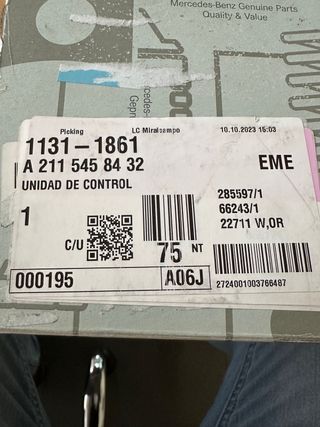 Mercedes-Benz Genuine Parts
Quality & Value
Picking LC Miralcampo 10.10.2023 15:03
1131-1861
A 211 545 84 32 EME
UNIDAD DE CONTROL
285597/1
66243/1
22711 W,OR
1
C/U 75 NT
000195 A06J 2724001003766487